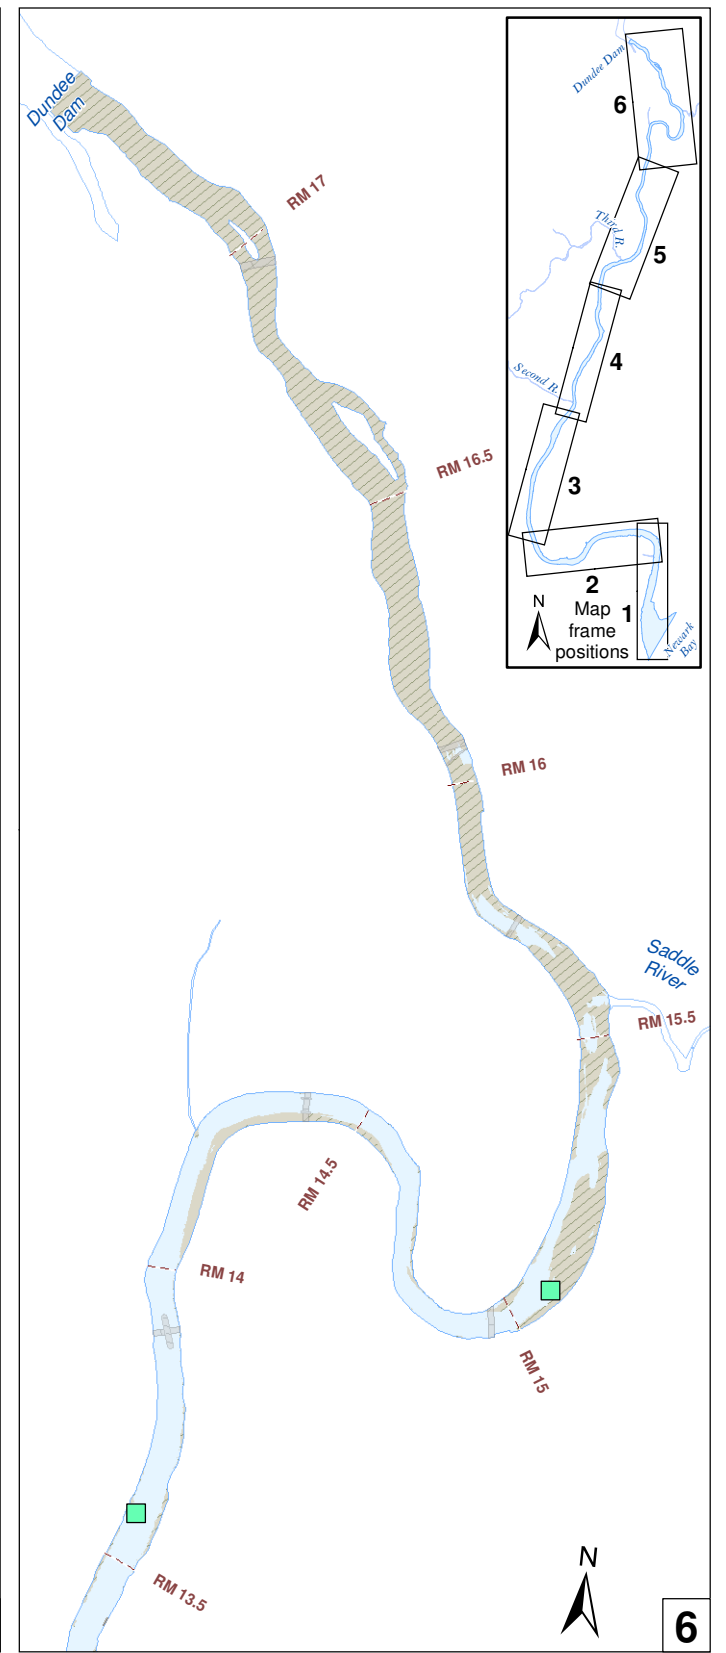 Dundee
Dam
RM 17
RM 16.5
RM 16
Saddle
River
RM 15.5
RM 14.5
RM 14
RM 15
RM 13.5
N
6
Dundee Dam
6
Third R.
5
4
Second R.
3
2
1
N
Map
frame
positions
Newark
Bay